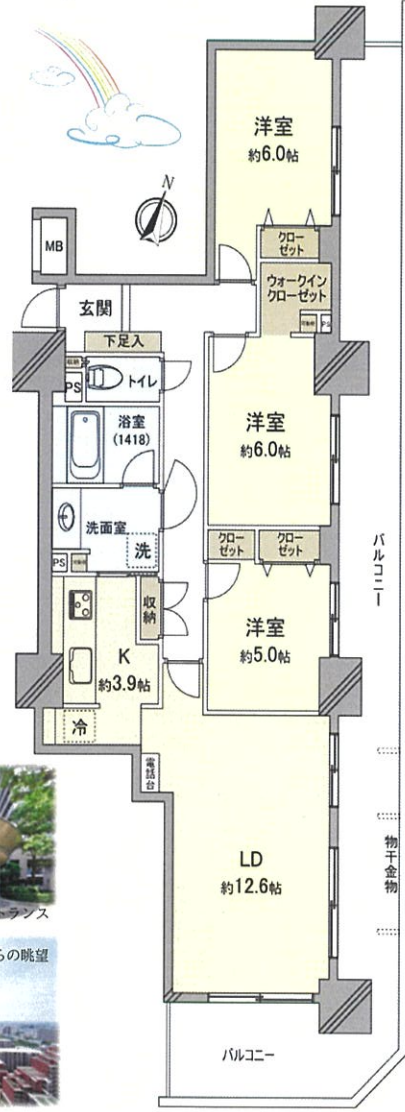 洋室
約6.0帖
N
クロー
ゼット
MB
ウォークイン
クローゼット
PS
玄関
下足入
PS
トイレ
浴室
(1418)
洋室
約6.0帖
洗面室
洗
PS
クロー
ゼット
クロー
ゼット
バルコニー
収納
K
約3.9帖
洋室
約5.0帖
冷
電話台
LD
約12.6帖
物干金物
トランス
らの眺望
バルコニー